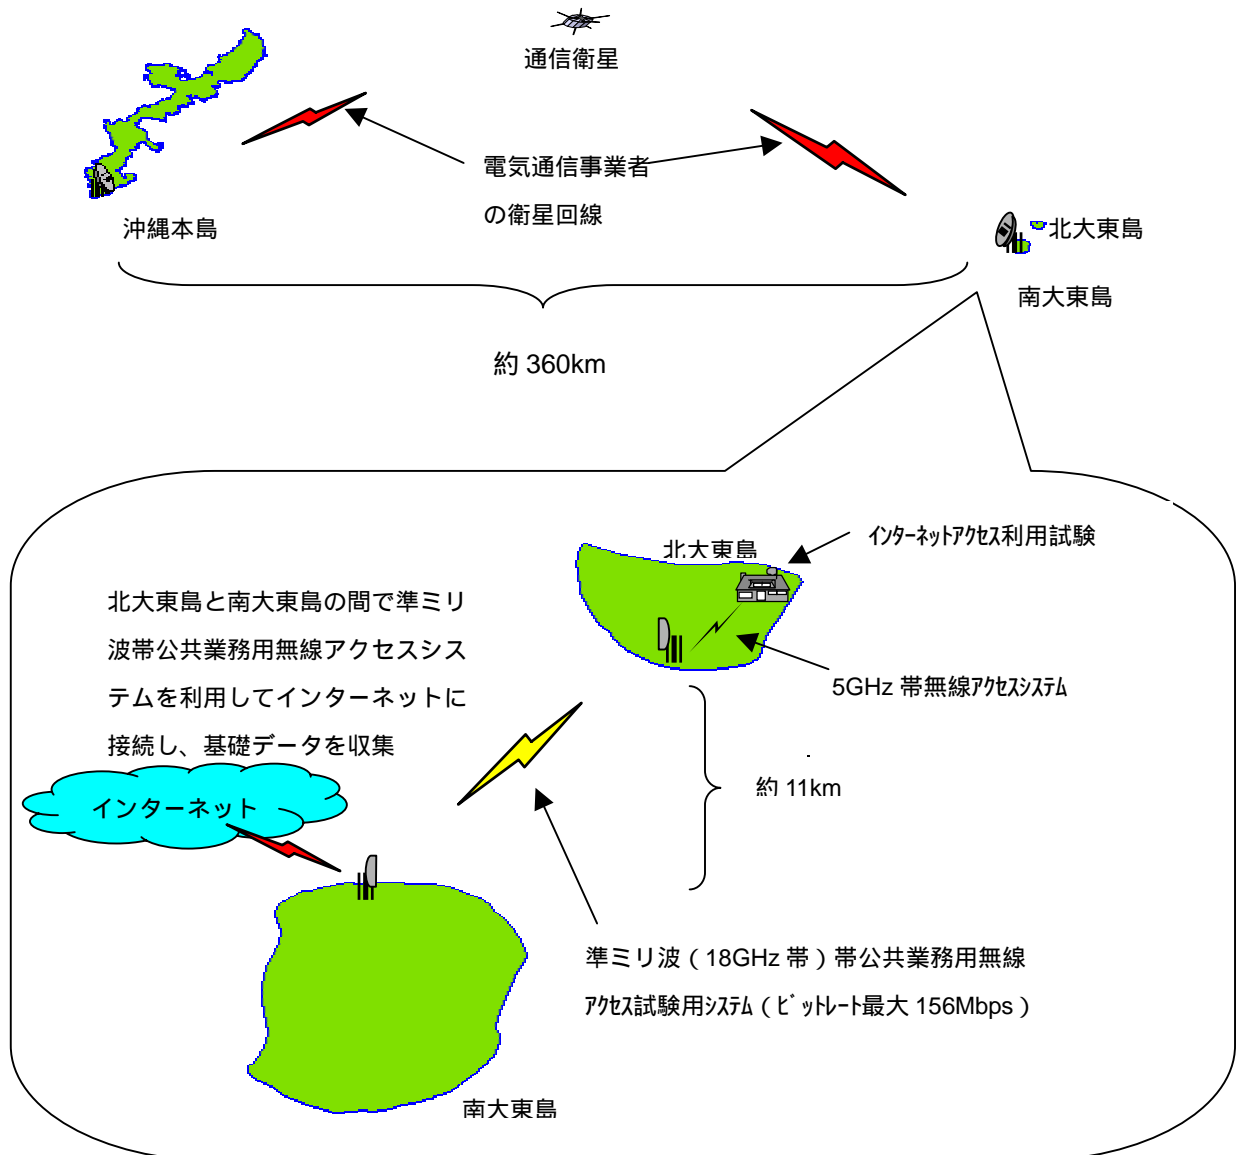 通信衛星
電気通信事業者
の衛星回線
沖縄本島
北大東島
南大東島
約 360km
北大東島
インターネットアクセス利用試験
北大東島と南大東島の間で準ミリ
波帯公共業務用無線アクセスシス
テムを利用してインターネットに
接続し、基礎データを収集
5GHz 帯無線アクセスシステム
約 11km
インターネット
準ミリ波（18GHz 帯）帯公共業務用無線
アクセス試験用システム（ビットレート最大 156Mbps）
南大東島